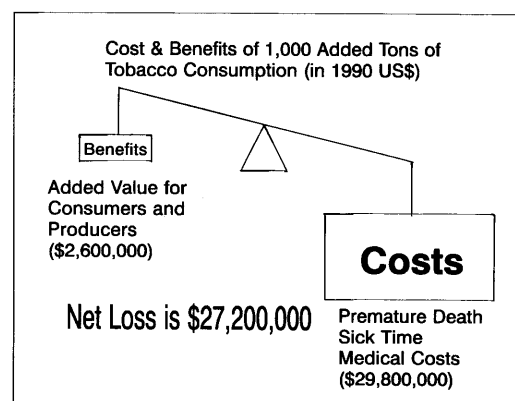 Cost & Benefits of 1,000 Added Tons of
Tobacco Consumption (in 1990 US$)
Benefits
Added Value for
Consumers and
Producers
($2,600,000)
Costs
Net Loss is $27,200,000
Premature Death
Sick Time
Medical Costs
($29,800,000)